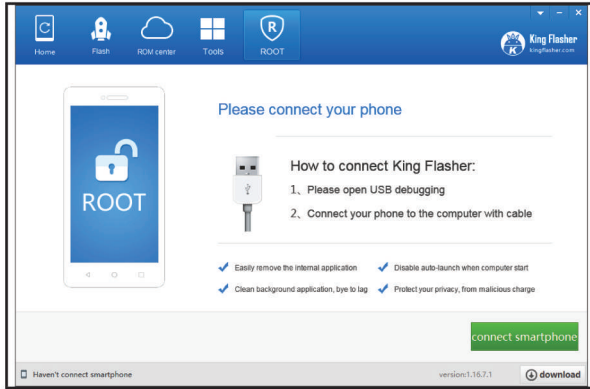 Home Flash ROM center Tools ROOT
King Flasher
kingflasher.com
Please connect your phone
ROOT
How to connect King Flasher:
1、Please open USB debugging
2、Connect your phone to the computer with cable
Easily remove the internal application Disable auto-launch when computer start
Clean background application, bye to lag Protect your privacy, from malicious charge
connect smartphone
Haven't connect smartphone version:1.16.7.1 download